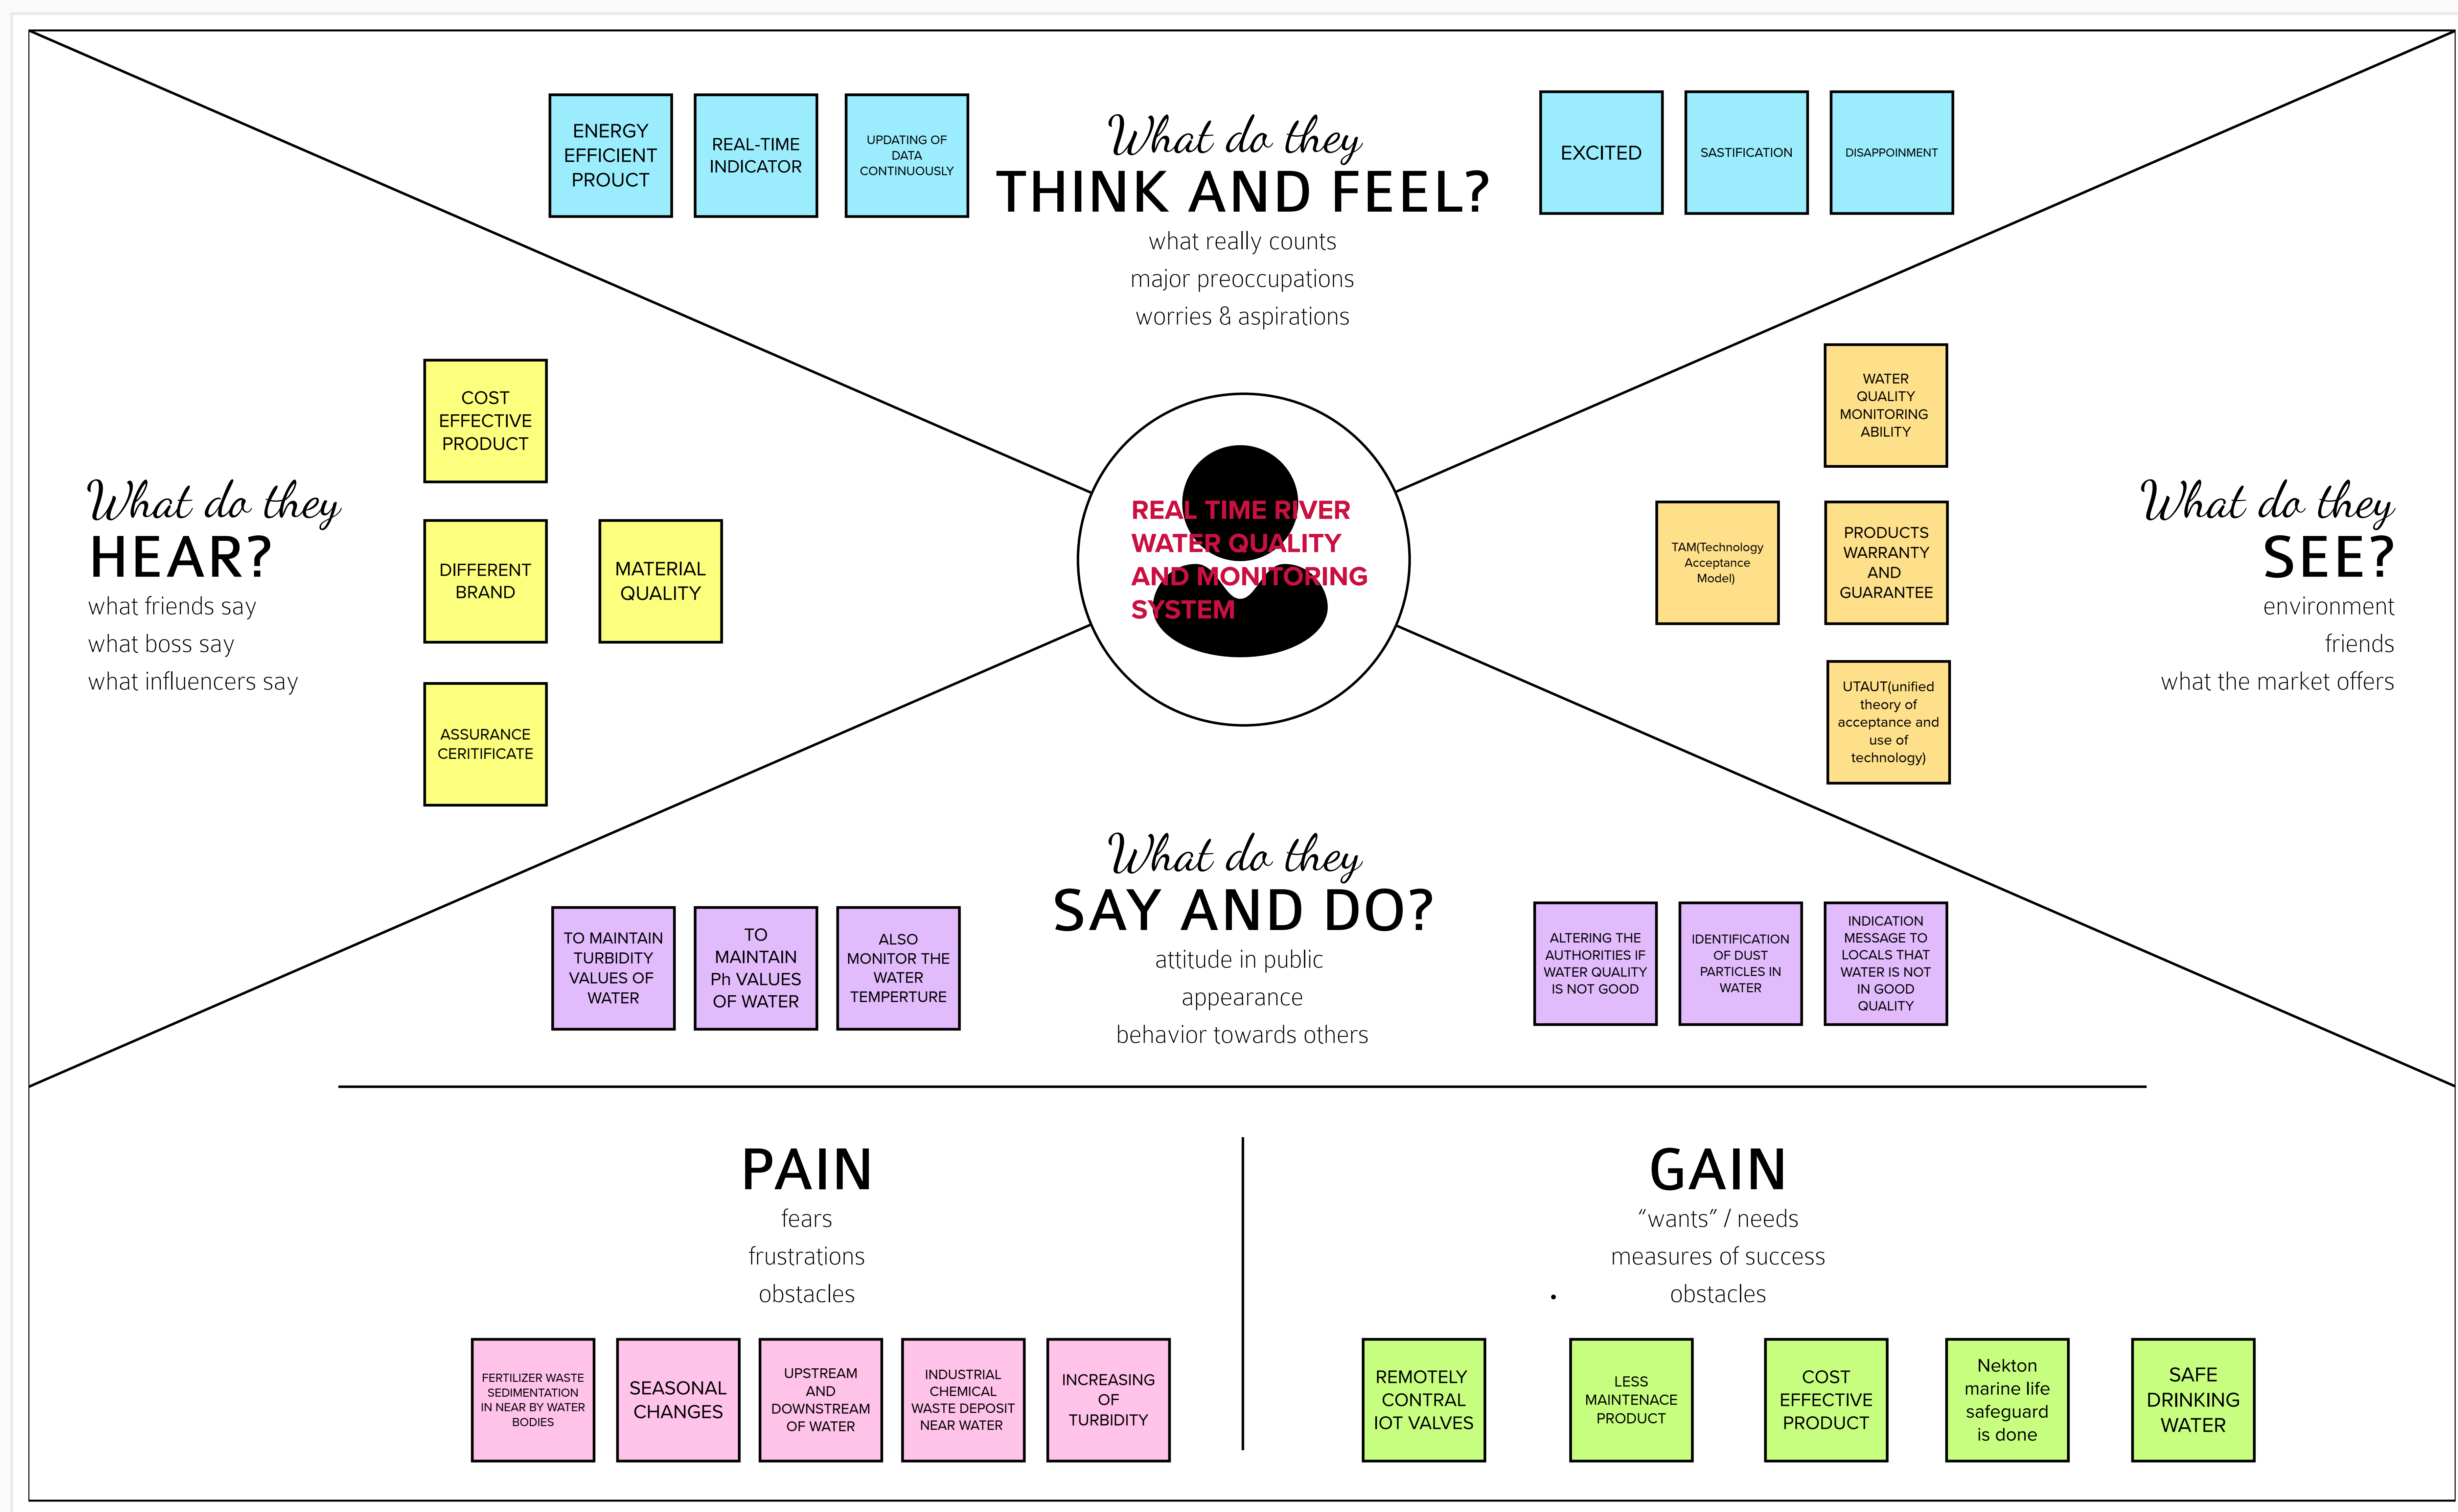 What do they
THINK AND FEEL?
what really counts
major preoccupations
worries & aspirations
ENERGY
EFFICIENT
PROUCT
REAL-TIME
INDICATOR
UPDATING OF
DATA
CONTINUOUSLY
EXCITED
SASTIFICATION
DISAPPOINMENT
What do they
HEAR?
what friends say
what boss say
what influencers say
COST
EFFECTIVE
PRODUCT
DIFFERENT
BRAND
MATERIAL
QUALITY
ASSURANCE
CERITIFICATE
REAL TIME RIVER
WATER QUALITY
AND MONITORING
SYSTEM
WATER
QUALITY
MONITORING
ABILITY
TAM(Technology
Acceptance
Model)
PRODUCTS
WARRANTY
AND
GUARANTEE
UTAUT(unified
theory of
acceptance and
use of
technology)
What do they
SEE?
environment
friends
what the market offers
What do they
SAY AND DO?
attitude in public
appearance
behavior towards others
TO MAINTAIN
TURBIDITY
VALUES OF
WATER
TO
MAINTAIN
Ph VALUES
OF WATER
ALSO
MONITOR THE
WATER
TEMPERTURE
ALTERING THE
AUTHORITIES IF
WATER QUALITY
IS NOT GOOD
IDENTIFICATION
OF DUST
PARTICLES IN
WATER
INDICATION
MESSAGE TO
LOCALS THAT
WATER IS NOT
IN GOOD
QUALITY
PAIN
fears
frustrations
obstacles
FERTILIZER WASTE
SEDIMENTATION
IN NEAR BY WATER
BODIES
SEASONAL
CHANGES
UPSTREAM
AND
DOWNSTREAM
OF WATER
INDUSTRIAL
CHEMICAL
WASTE DEPOSIT
NEAR WATER
INCREASING
OF
TURBIDITY
GAIN
“wants” / needs
measures of success
obstacles
REMOTELY
CONTRAL
IOT VALVES
LESS
MAINTENACE
PRODUCT
COST
EFFECTIVE
PRODUCT
Nekton
marine life
safeguard
is done
SAFE
DRINKING
WATER